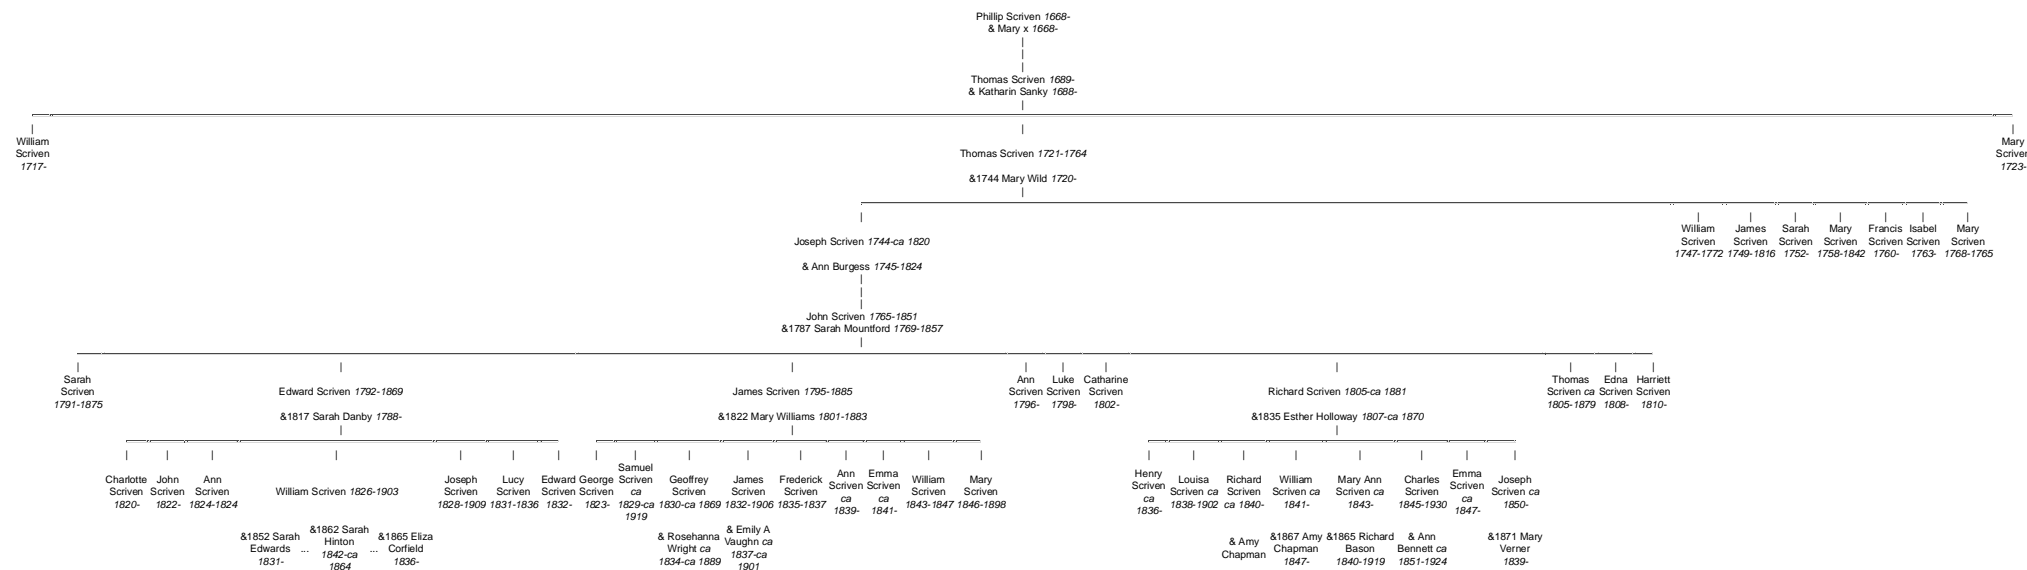 Phillip Scriven 1668-
& Mary x 1668-
Thomas Scriven 1689-
& Katharin Sanky 1688-
William
Scriven
1717-
Thomas Scriven 1721-1764
&1744 Mary Wild 1720-
Mary
Scriven
1723-
Joseph Scriven 1744-ca 1820
& Ann Burgess 1745-1824
William
Scriven
1747-1772
James
Scriven
1749-1816
Sarah
Scriven
1752-
Mary
Scriven
1758-1842
Francis
Scriven
1760-
Isabel
Scriven
1763-
Mary
Scriven
1768-1765
John Scriven 1765-1851
&1787 Sarah Mountford 1769-1857
Sarah
Scriven
1791-1875
Edward Scriven 1792-1869
&1817 Sarah Danby 1788-
James Scriven 1795-1885
&1822 Mary Williams 1801-1883
Ann
Scriven
1796-
Luke
Scriven
1798-
Catharine
Scriven
1802-
Richard Scriven 1805-ca 1881
&1835 Esther Holloway 1807-ca 1870
Thomas
Scriven ca
1805-1879
Edna
Scriven
1808-
Harriett
Scriven
1810-
Charlotte
Scriven
1820-
John
Scriven
1822-
Ann
Scriven
1824-1824
William Scriven 1826-1903
&1852 Sarah
Edwards
1831-
...
&1862 Sarah
Hinton
1842-ca
1864
...
&1865 Eliza
Corfield
1836-
Joseph
Scriven
1828-1909
Lucy
Scriven
1831-1836
Edward
Scriven
1832-
George
Scriven
1823-
Samuel
Scriven
ca
1829-ca
1919
Geoffrey
Scriven
1830-ca 1869
& Rosehanna
Wright ca
1834-ca 1889
James
Scriven
1832-1906
& Emily A
Vaughn ca
1837-ca
1901
Frederick
Scriven
1835-1837
Ann
Scriven
ca
1839-
Emma
Scriven
ca
1841-
William
Scriven
1843-1847
Mary
Scriven
1846-1898
Henry
Scriven
ca
1836-
Louisa
Scriven ca
1838-1902
Richard
Scriven
ca 1840-
& Amy
Chapman
William
Scriven ca
1841-
&1867 Amy
Chapman
1847-
Mary Ann
Scriven ca
1843-
&1865 Richard
Bason
1840-1919
Charles
Scriven
1845-1930
& Ann
Bennett ca
1851-1924
Emma
Scriven
ca
1847-
Joseph
Scriven ca
1850-
&1871 Mary
Verner
1839-